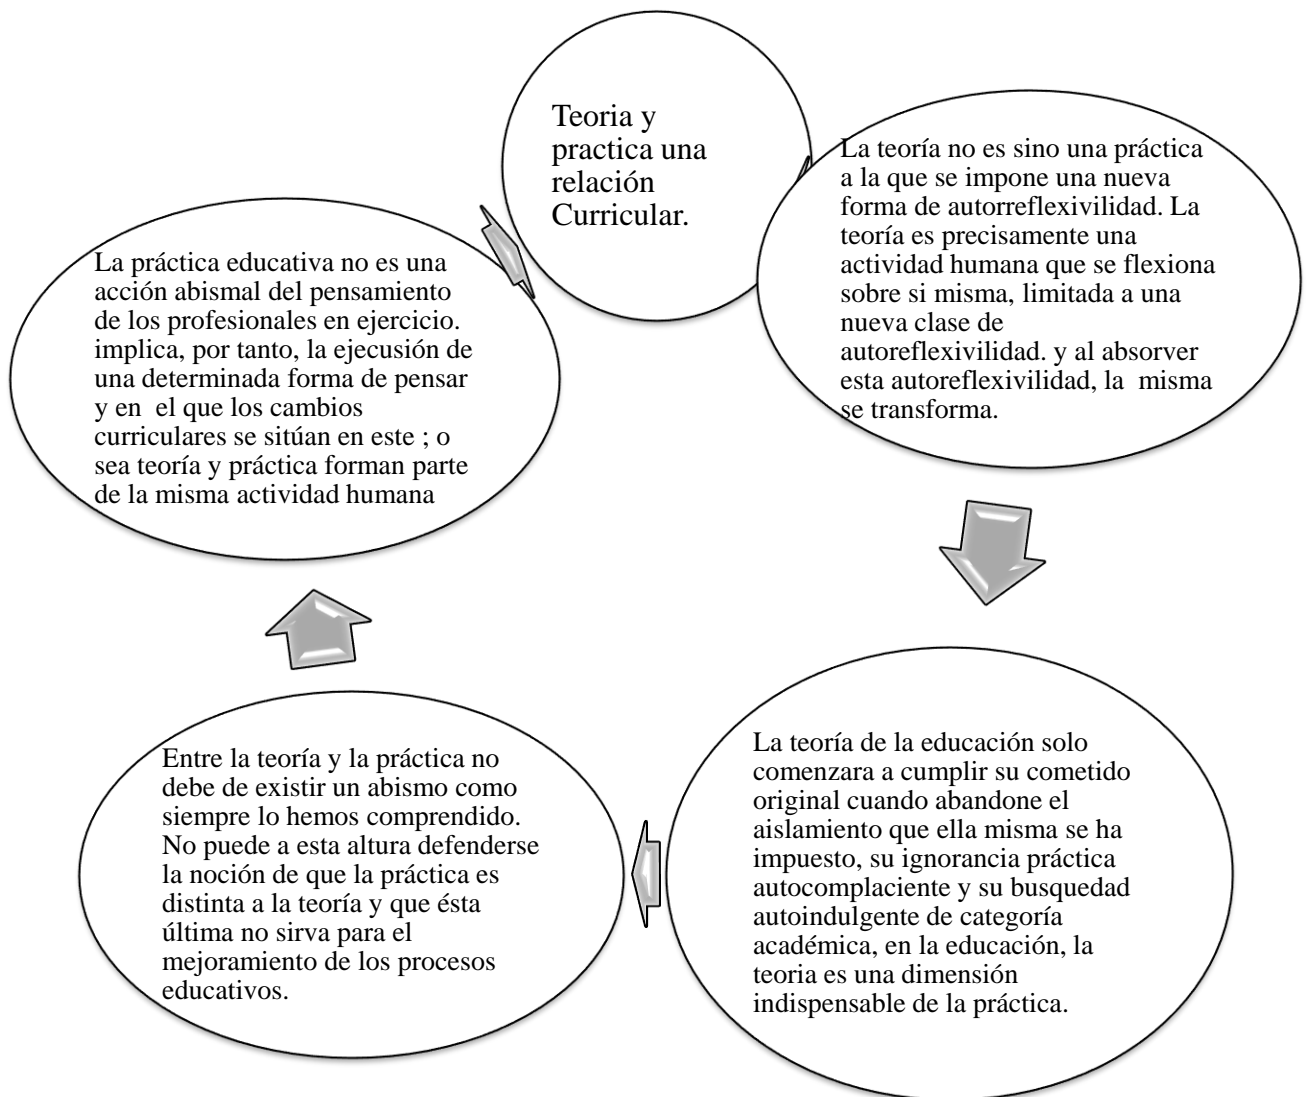 Teoria y
practica una
relación
Curricular.
La teoría no es sino una práctica
a la que se impone una nueva
forma de autorreflexivilidad. La
teoría es precisamente una
actividad humana que se flexiona
sobre si misma, limitada a una
nueva clase de
autoreflexivilidad. y al absorver
esta autoreflexivilidad, la  misma
se transforma.
La teoría de la educación solo
comenzara a cumplir su cometido
original cuando abandone el
aislamiento que ella misma se ha
impuesto, su ignorancia práctica
autocomplaciente y su busquedad
autoindulgente de categoría
académica, en la educación, la
teoria es una dimensión
indispensable de la práctica.
Entre la teoría y la práctica no
debe de existir un abismo como
siempre lo hemos comprendido.
No puede a esta altura defenderse
la noción de que la práctica es
distinta a la teoría y que ésta
última no sirva para el
mejoramiento de los procesos
educativos.
La práctica educativa no es una
acción abismal del pensamiento
de los profesionales en ejercicio.
implica, por tanto, la ejecusión de
una determinada forma de pensar
y en  el que los cambios
curriculares se sitúan en este ; o
sea teoría y práctica forman parte
de la misma actividad humana